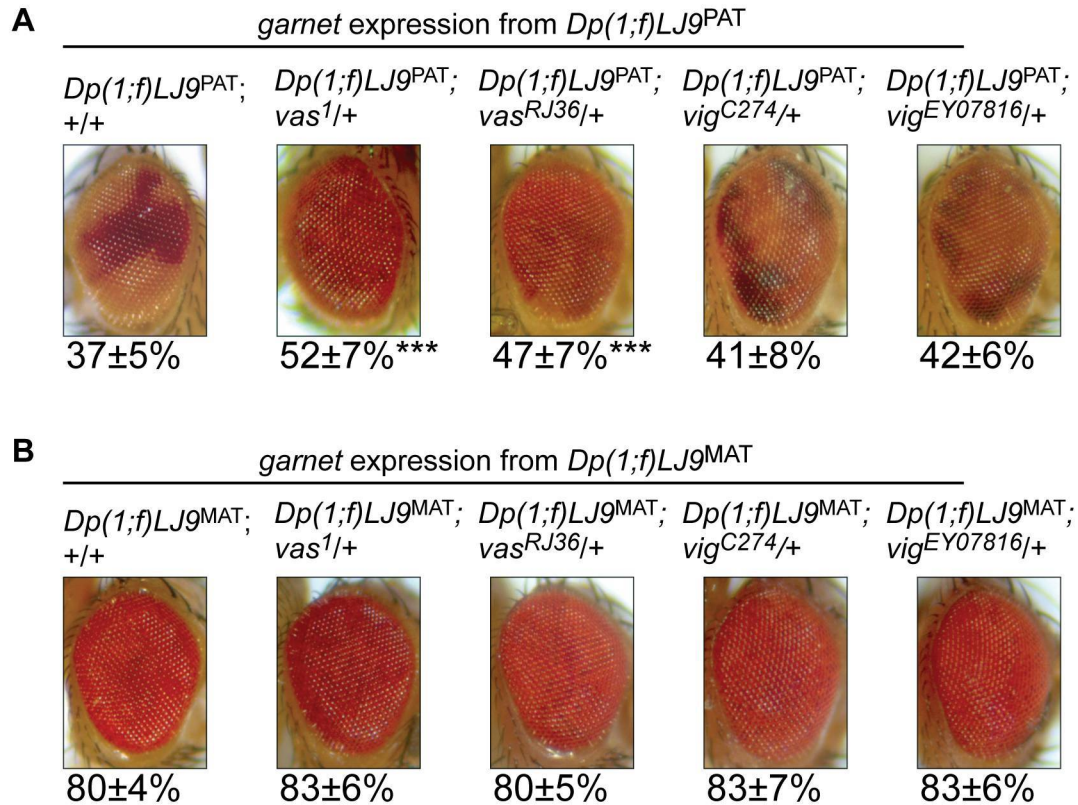 A
garnet expression from Dp(1;f)LJ9PAT
Dp(1;f)LJ9PAT;
+/+
Dp(1;f)LJ9PAT;
vas1/+
Dp(1;f)LJ9PAT;
vasRJ36/+
Dp(1;f)LJ9PAT;
vigC274/+
Dp(1;f)LJ9PAT;
vigEY07816/+
37±5%
52±7%***
47±7%***
41±8%
42±6%
B
garnet expression from Dp(1;f)LJ9MAT
Dp(1;f)LJ9MAT;
+/+
Dp(1;f)LJ9MAT;
vas1/+
Dp(1;f)LJ9MAT;
vasRJ36/+
Dp(1;f)LJ9MAT;
vigC274/+
Dp(1;f)LJ9MAT;
vigEY07816/+
80±4%
83±6%
80±5%
83±7%
83±6%